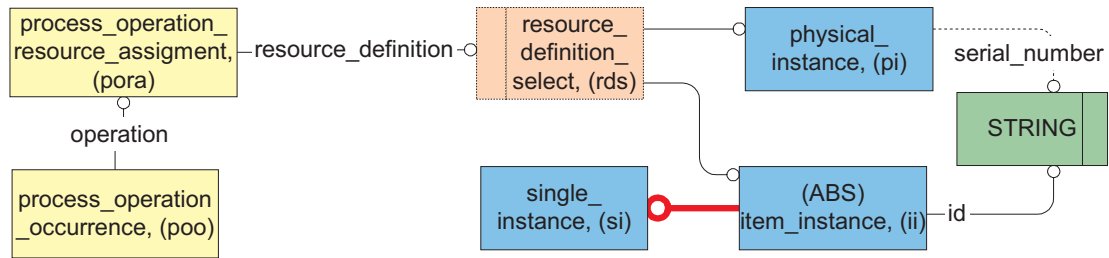 process_operation_
resource_assigment,
(pora)
resource_definition
resource_
definition_
select, (rds)
physical_
instance, (pi)
serial_number
STRING
operation
process_operation
_occurrence, (poo)
single_
instance, (si)
(ABS)
item_instance, (ii)
id